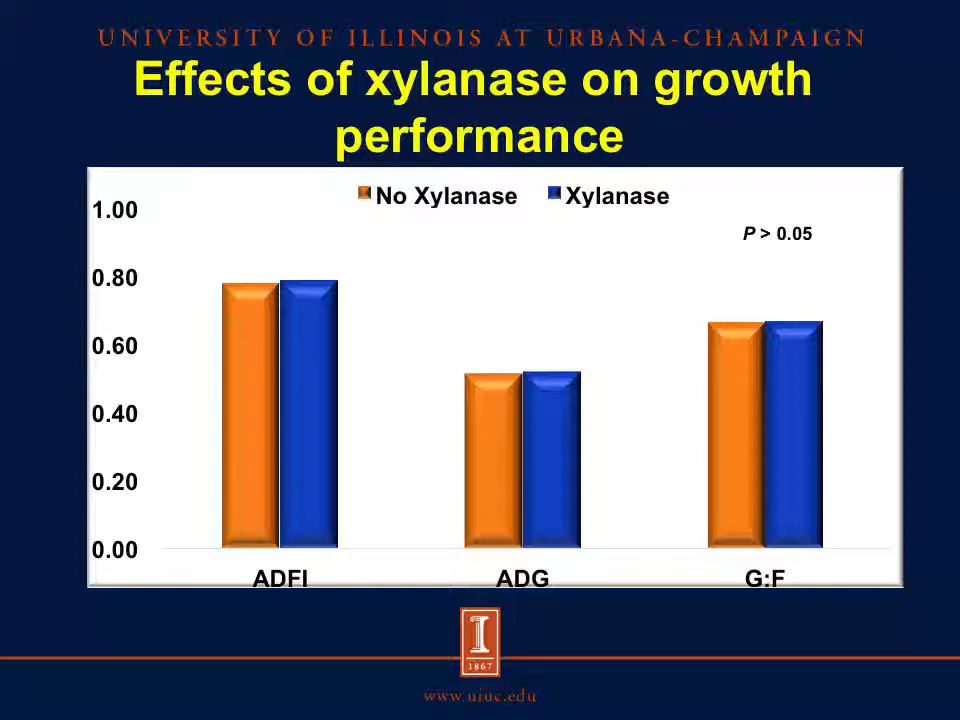 UNIVERSITY OF ILLINOIS AT URBANA-CHAMPAIGN
Effects of xylanase on growth
performance
No Xylanase Xylanase
P > 0.05
1.00
0.80
0.60
0.40
0.20
0.00
ADFI ADG G:F
I
1867
www.uiuc.edu